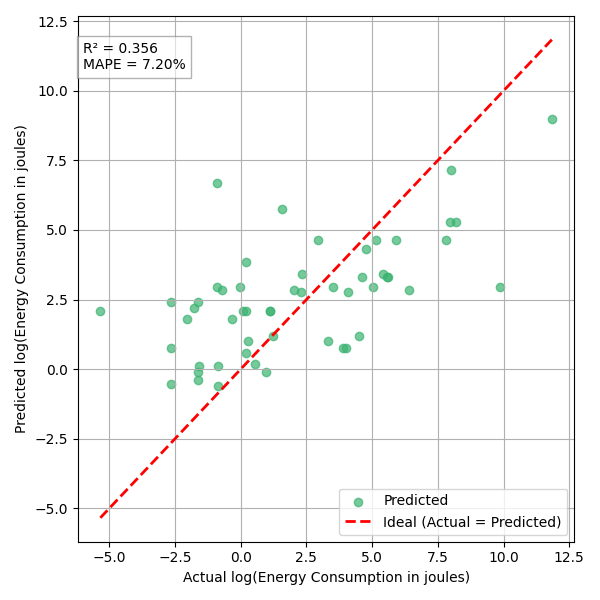 R² = 0.356
MAPE = 7.20%
Predicted log(Energy Consumption in joules)
12.5
10.0
7.5
5.0
2.5
0.0
−2.5
−5.0
Predicted
Ideal (Actual = Predicted)
−5.0 −2.5 0.0 2.5 5.0 7.5 10.0 12.5
Actual log(Energy Consumption in joules)